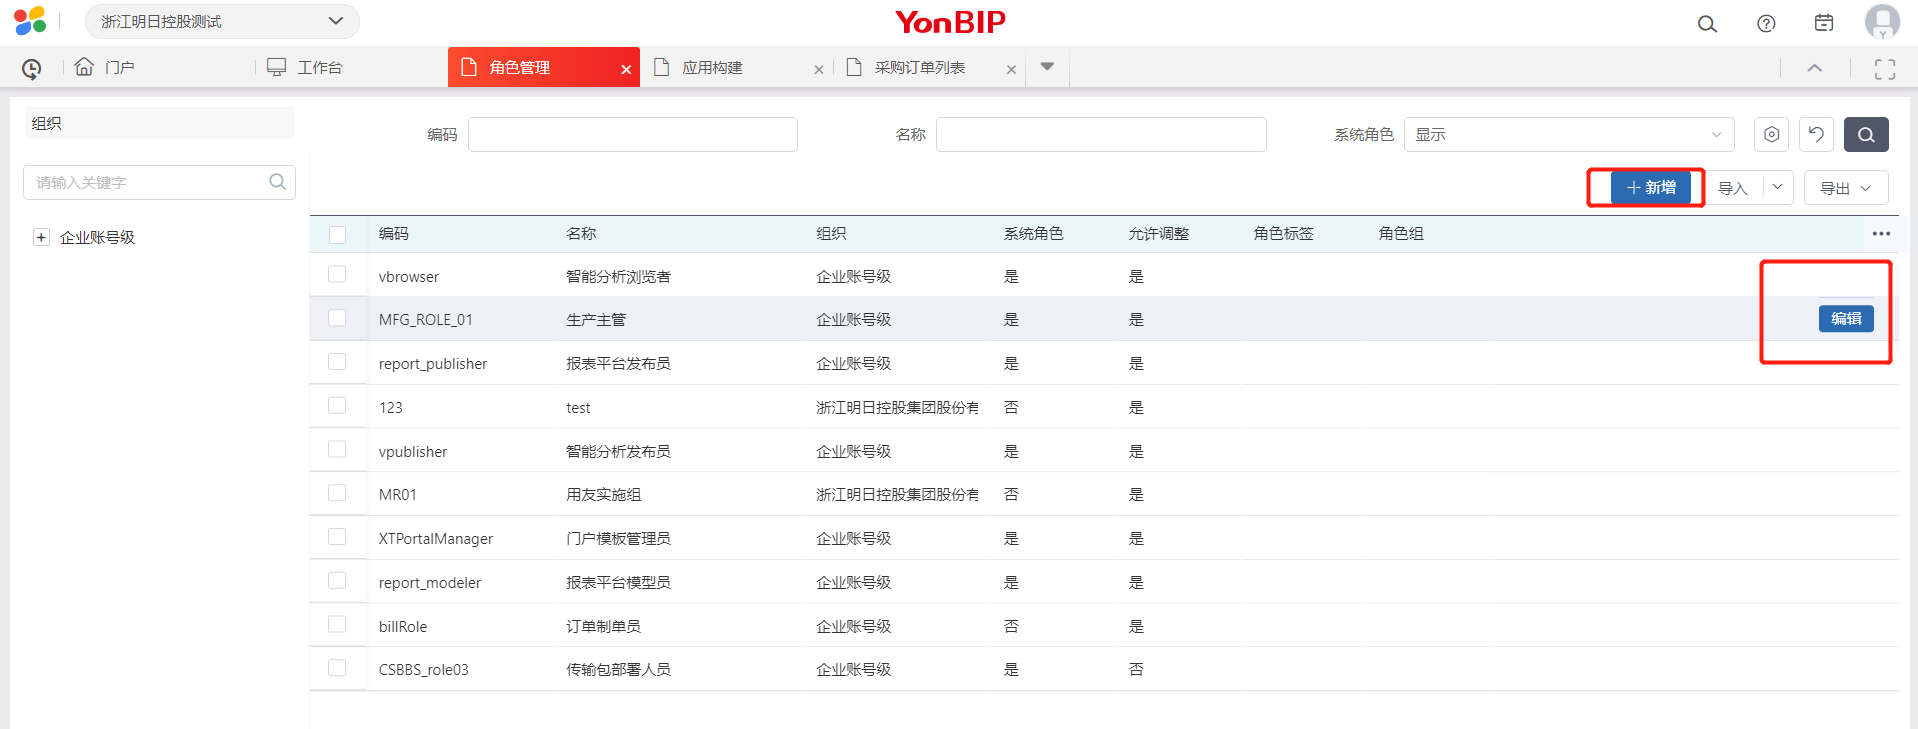 浙江明日控股测试
YonBIP
门户
工作台
角色管理
应用构建
采购订单列表
组织
编码
名称
系统角色 显示
请输入关键字
新增
导入
导出
企业账号级
编码 名称 组织 系统角色 允许调整 角色标签 角色组
vbrowser 智能分析浏览者 企业账号级 是 是
MFG_ROLE_01 生产主管 企业账号级 是 是 编辑
report_publisher 报表平台发布员 企业账号级 是 是
123 test 浙江明日控股集团股份有 否 是
vpublisher 智能分析发布员 企业账号级 是 是
MR01 用友实施组 浙江明日控股集团股份有 否 是
XTPortalManager 门户模板管理员 企业账号级 是 是
report_modeler 报表平台模型员 企业账号级 是 是
billRole 订单制单员 企业账号级 否 是
CSBBS_role03 传输包部署人员 企业账号级 是 否